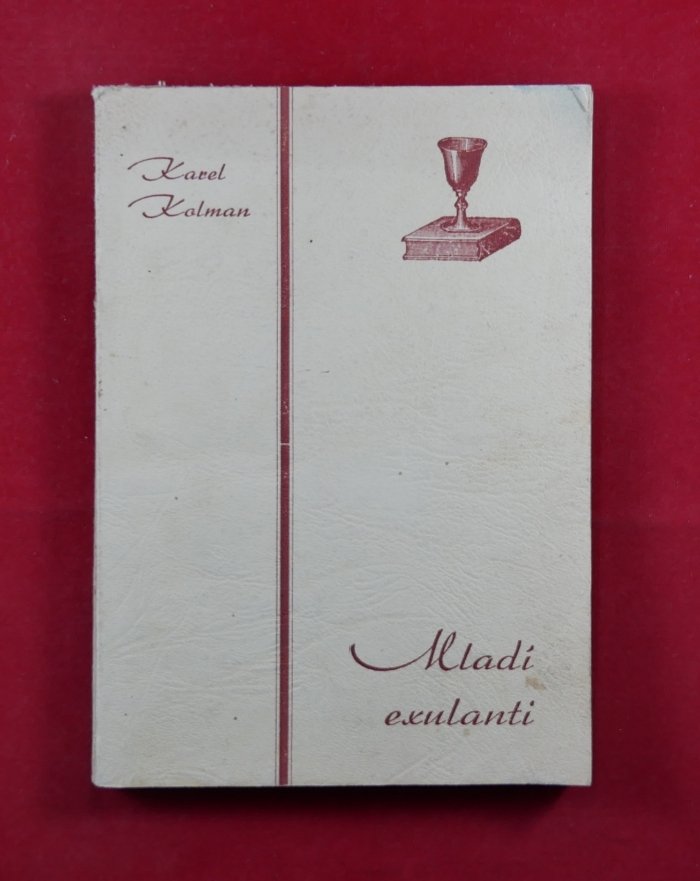 Karel
Kolman
Mladí
exulanti